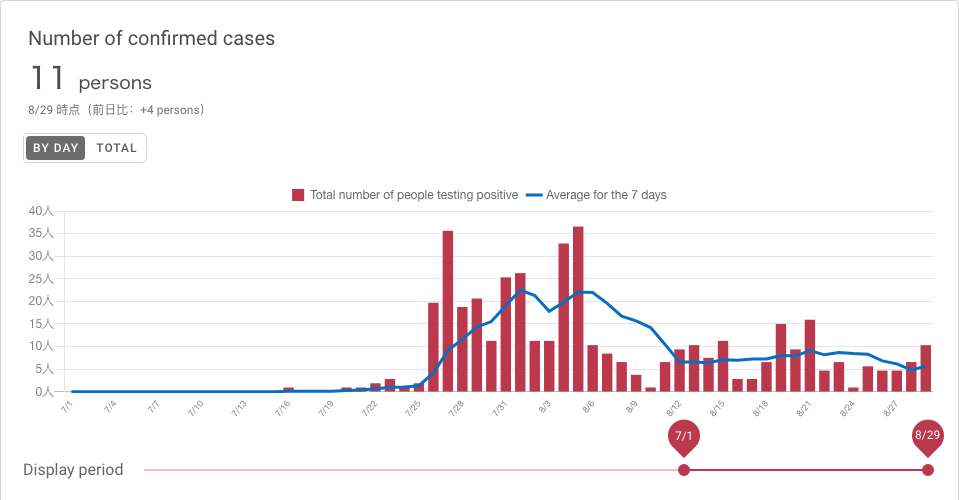 Number of confirmed cases
11 persons
8/29 時点（前日比：+4 persons）
BY DAY TOTAL
Total number of people testing positive Average for the 7 days
40人
35人
30人
25人
20人
15人
10人
5人
0人
7/1 7/4 7/7 7/10 7/13 7/16 7/19 7/22 7/25 7/28 7/31 8/3 8/6 8/9 8/12 8/15 8/18 8/21 8/24 8/27
7/1 8/29
Display period